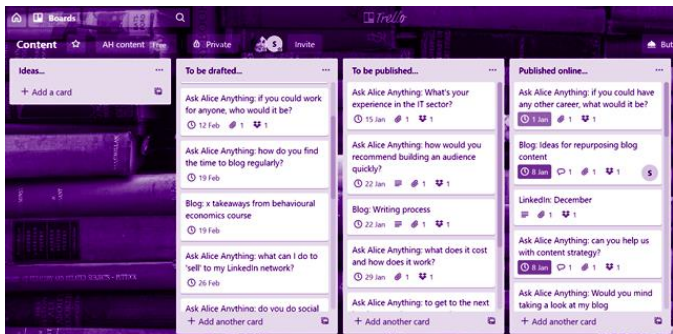 Boards
Trello
Content
AH content
Free
Private
S
Invite
But
Ideas...
+ Add a card
To be drafted...
Ask Alice Anything: if you could work
for anyone, who would it be?
12 Feb 1 1
Ask Alice Anything: how do you find
the time to blog regularly?
19 Feb
Blog: x takeaways from behavioural
economics course
19 Feb
Ask Alice Anything: what can I do to
'sell' to my LinkedIn network?
26 Feb
Ask Alice Anything: do you do social
+ Add another card
To be published...
Ask Alice Anything: What's your
experience in the IT sector?
15 Jan 1 1
Ask Alice Anything: how would you
recommend building an audience
quickly?
22 Jan 1 1
Blog: Writing process
22 Jan 1 1
Ask Alice Anything: what does it cost
and how does it work?
29 Jan 1 1
Ask Alice Anything: to get to the next
+ Add another card
Published online...
Ask Alice Anything: if you could have
any other career, what would it be?
1 Jan 1 1
Blog: Ideas for repurposing blog
content
8 Jan 1 1 1
S
LinkedIn: December
1 1
Ask Alice Anything: can you help us
with content strategy?
8 Jan 1 1 1
Ask Alice Anything: Would you mind
taking a look at my blog
+ Add another card